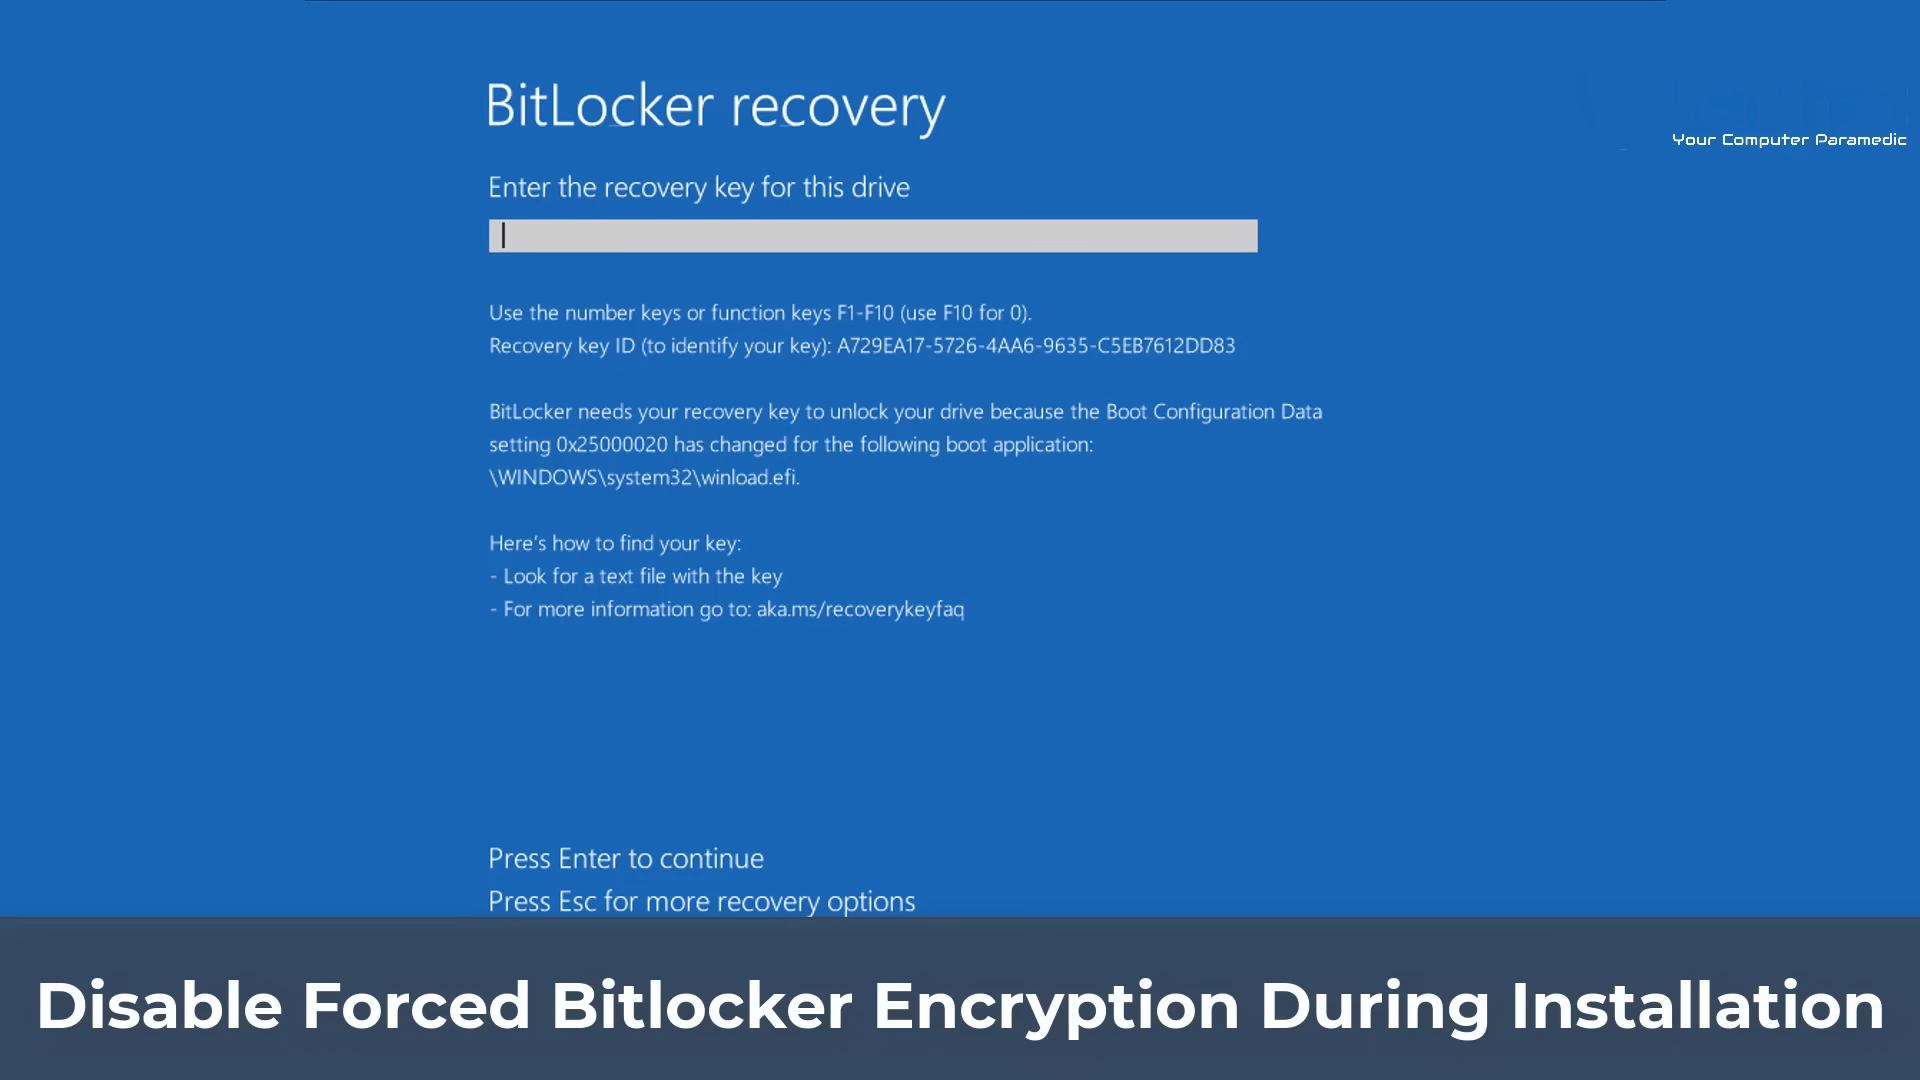 BitLocker recovery
Your Computer Paramedic
Enter the recovery key for this drive
Use the number keys or function keys F1-F10 (use F10 for 0).
Recovery key ID (to identify your key): A729EA17-5726-4AA6-9635-C5EB7612DD83
BitLocker needs your recovery key to unlock your drive because the Boot Configuration Data
setting 0x25000020 has changed for the following boot application:
\WINDOWS\system32\winload.efi.
Here's how to find your key:
- Look for a text file with the key
- For more information go to: aka.ms/recoverykeyfaq
Press Enter to continue
Press Esc for more recovery options
Disable Forced Bitlocker Encryption During Installation